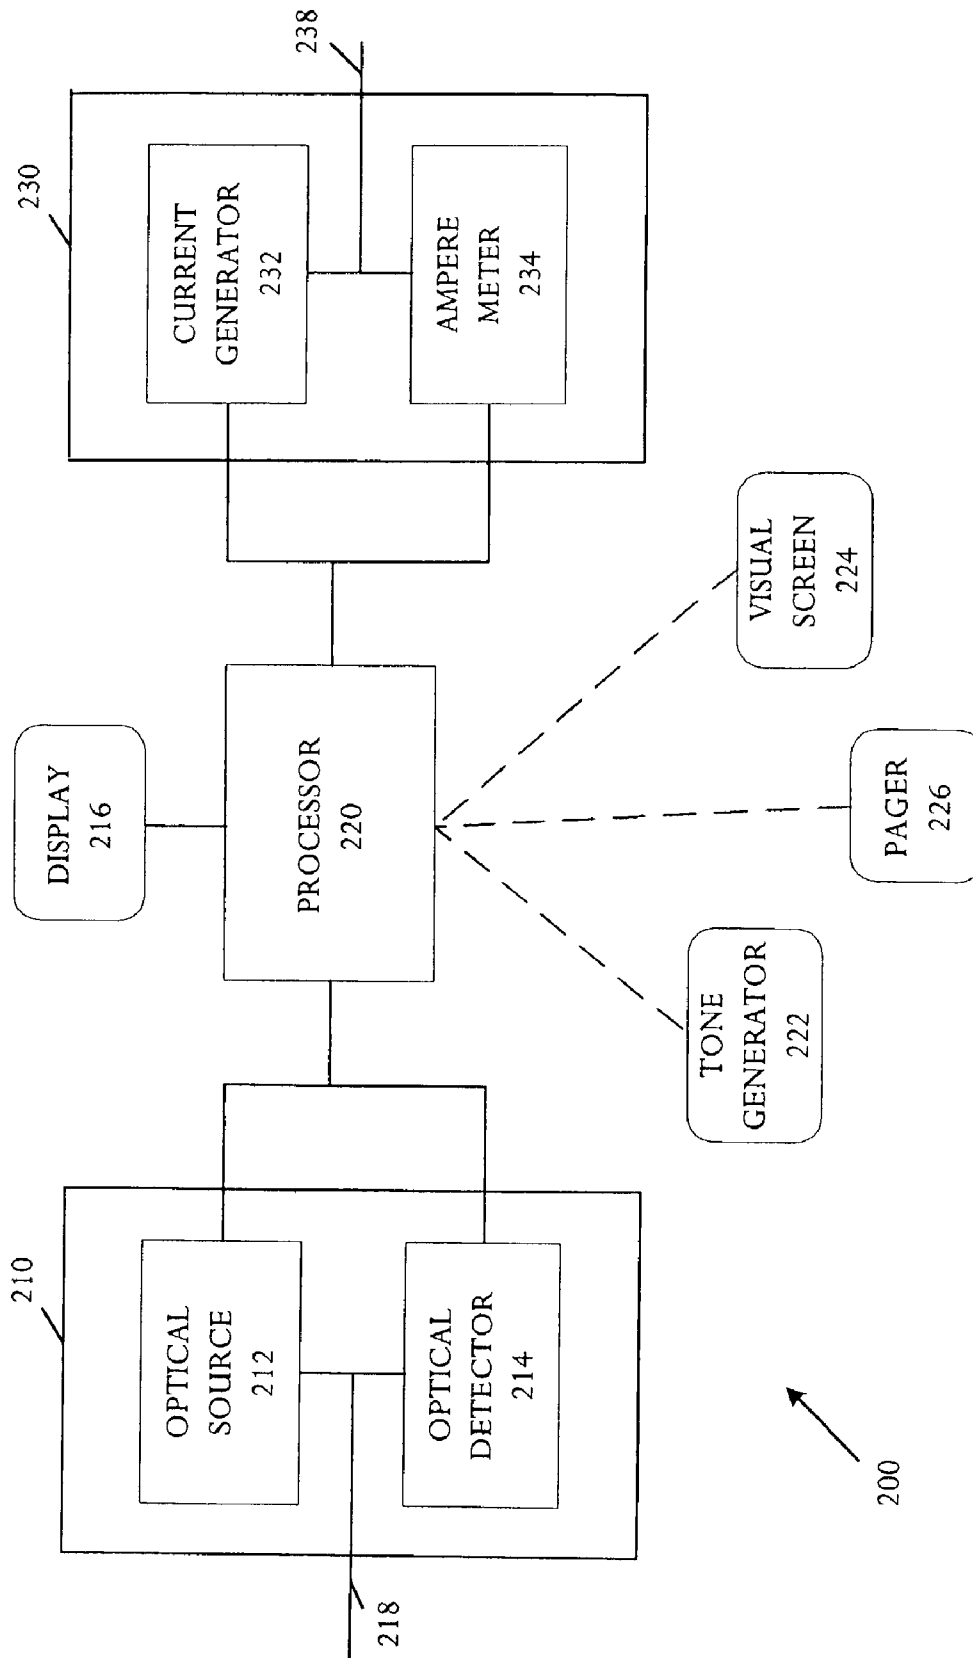 210
OPTICAL
SOURCE
212
OPTICAL
DETECTOR
214
218
DISPLAY
216
PROCESSOR
220
230
CURRENT
GENERATOR
232
AMPERE
METER
234
238
TONE
GENERATOR
222
PAGER
226
VISUAL
SCREEN
224
200